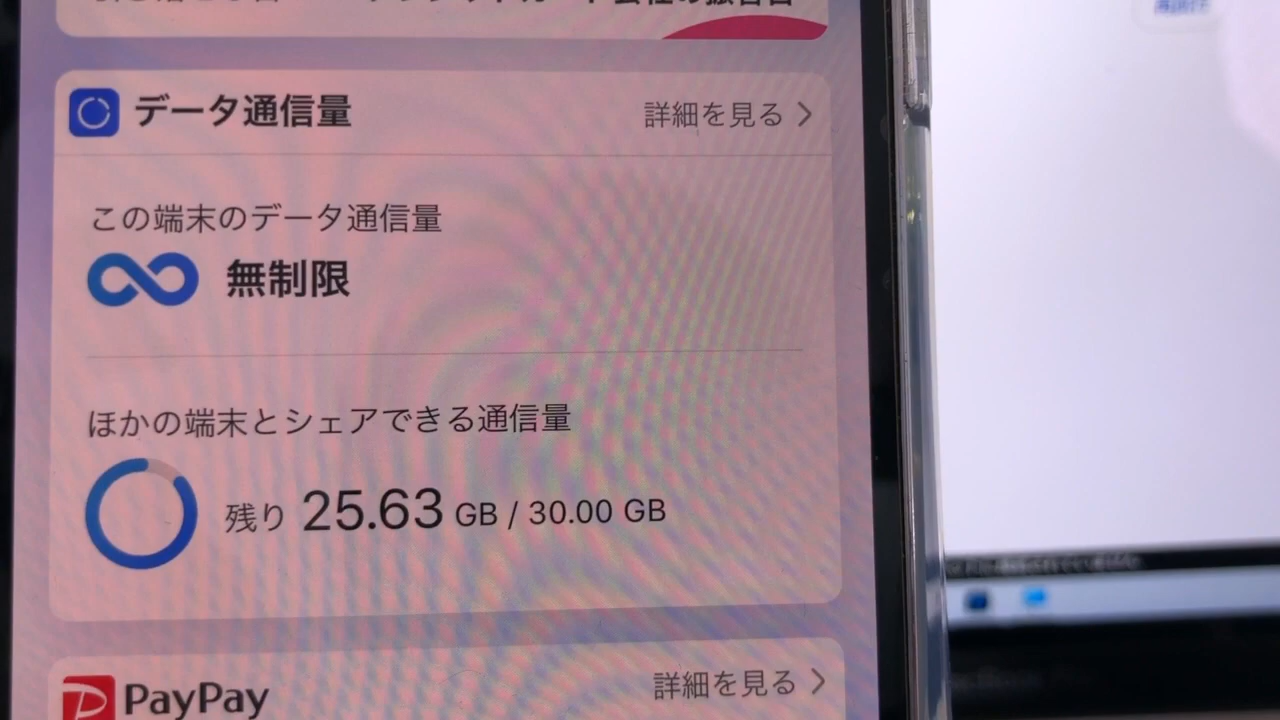 データ通信量
詳細を見る
この端末のデータ通信量
無制限
ほかの端末とシェアできる通信量
残り 25.63 GB / 30.00 GB
PayPay
詳細を見る